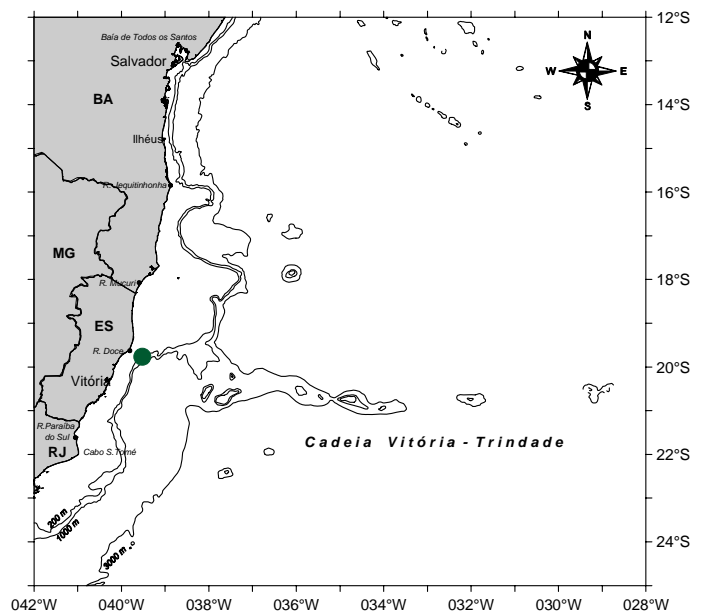 12°S
14°S
16°S
18°S
20°S
22°S
24°S
Baía de Todos os Santos
Salvador
BA
Ilhéus
R. Jequitinhonha
MG
R. Mucuri
ES
R. Doce
Vitória
R.Paraíba
do Sul
RJ
Cabo S.Tomé
Cadeia Vitória - Trindade
200 m
1000 m
3000 m
N
W
E
S
042°W
040°W
038°W
036°W
034°W
032°W
030°W
028°W